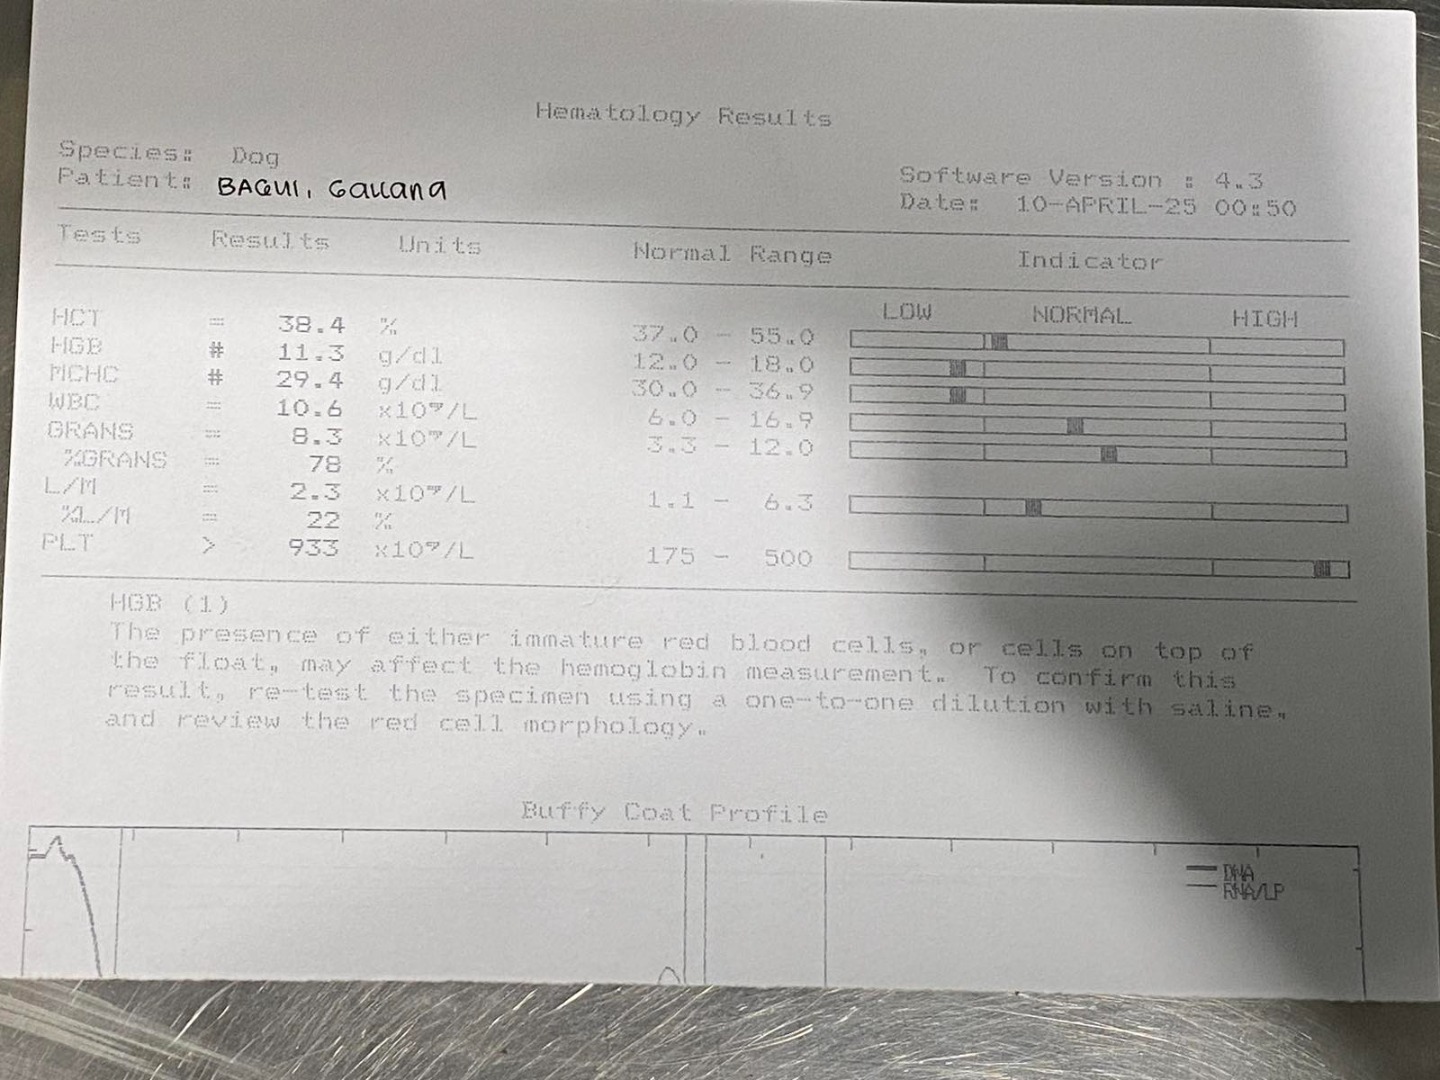 Hematology Results
Species: Dog
Patient: BAGUI, Gallana
Software Version : 4.3
Date: 10-APRIL-25 00:50
Tests Results Units Normal Range Indicator
LOW NORMAL HIGH
HCT = 38.4 % 37.0 - 55.0
HGB # 11.3 g/dl 12.0 - 18.0
MCHC # 29.4 g/dl 30.0 - 36.9
WBC = 10.6 x10⁹/L 6.0 - 16.9
GRANS = 8.3 x10⁹/L 3.3 - 12.0
%GRANS = 78 %
L/M = 2.3 x10⁹/L 1.1 - 6.3
%L/M = 22 %
PLT > 933 x10⁹/L 175 - 500
HGB (1)
The presence of either immature red blood cells, or cells on top of
the float, may affect the hemoglobin measurement. To confirm this
result, re-test the specimen using a one-to-one dilution with saline,
and review the red cell morphology.
Buffy Coat Profile
DNA
RNA/LP